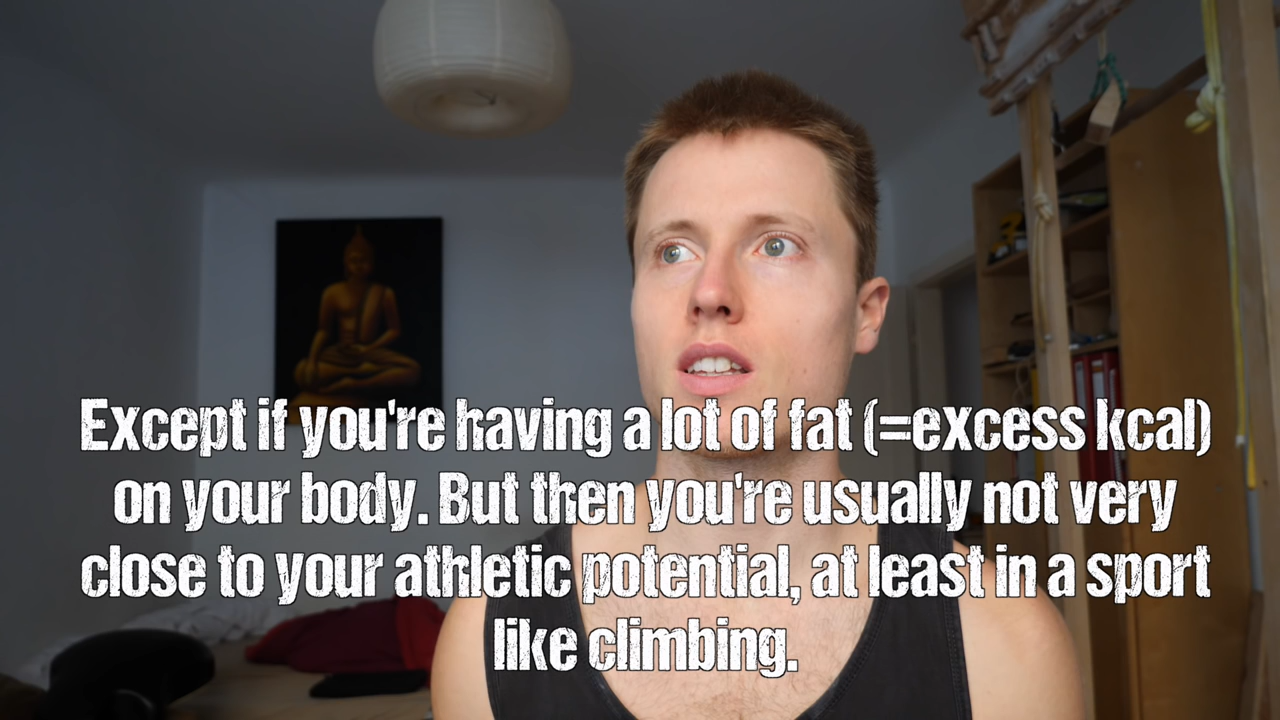 Except if you're having a lot of fat (=excess kcal)
on your body. But then you're usually not very
close to your athletic potential, at least in a sport
like climbing.